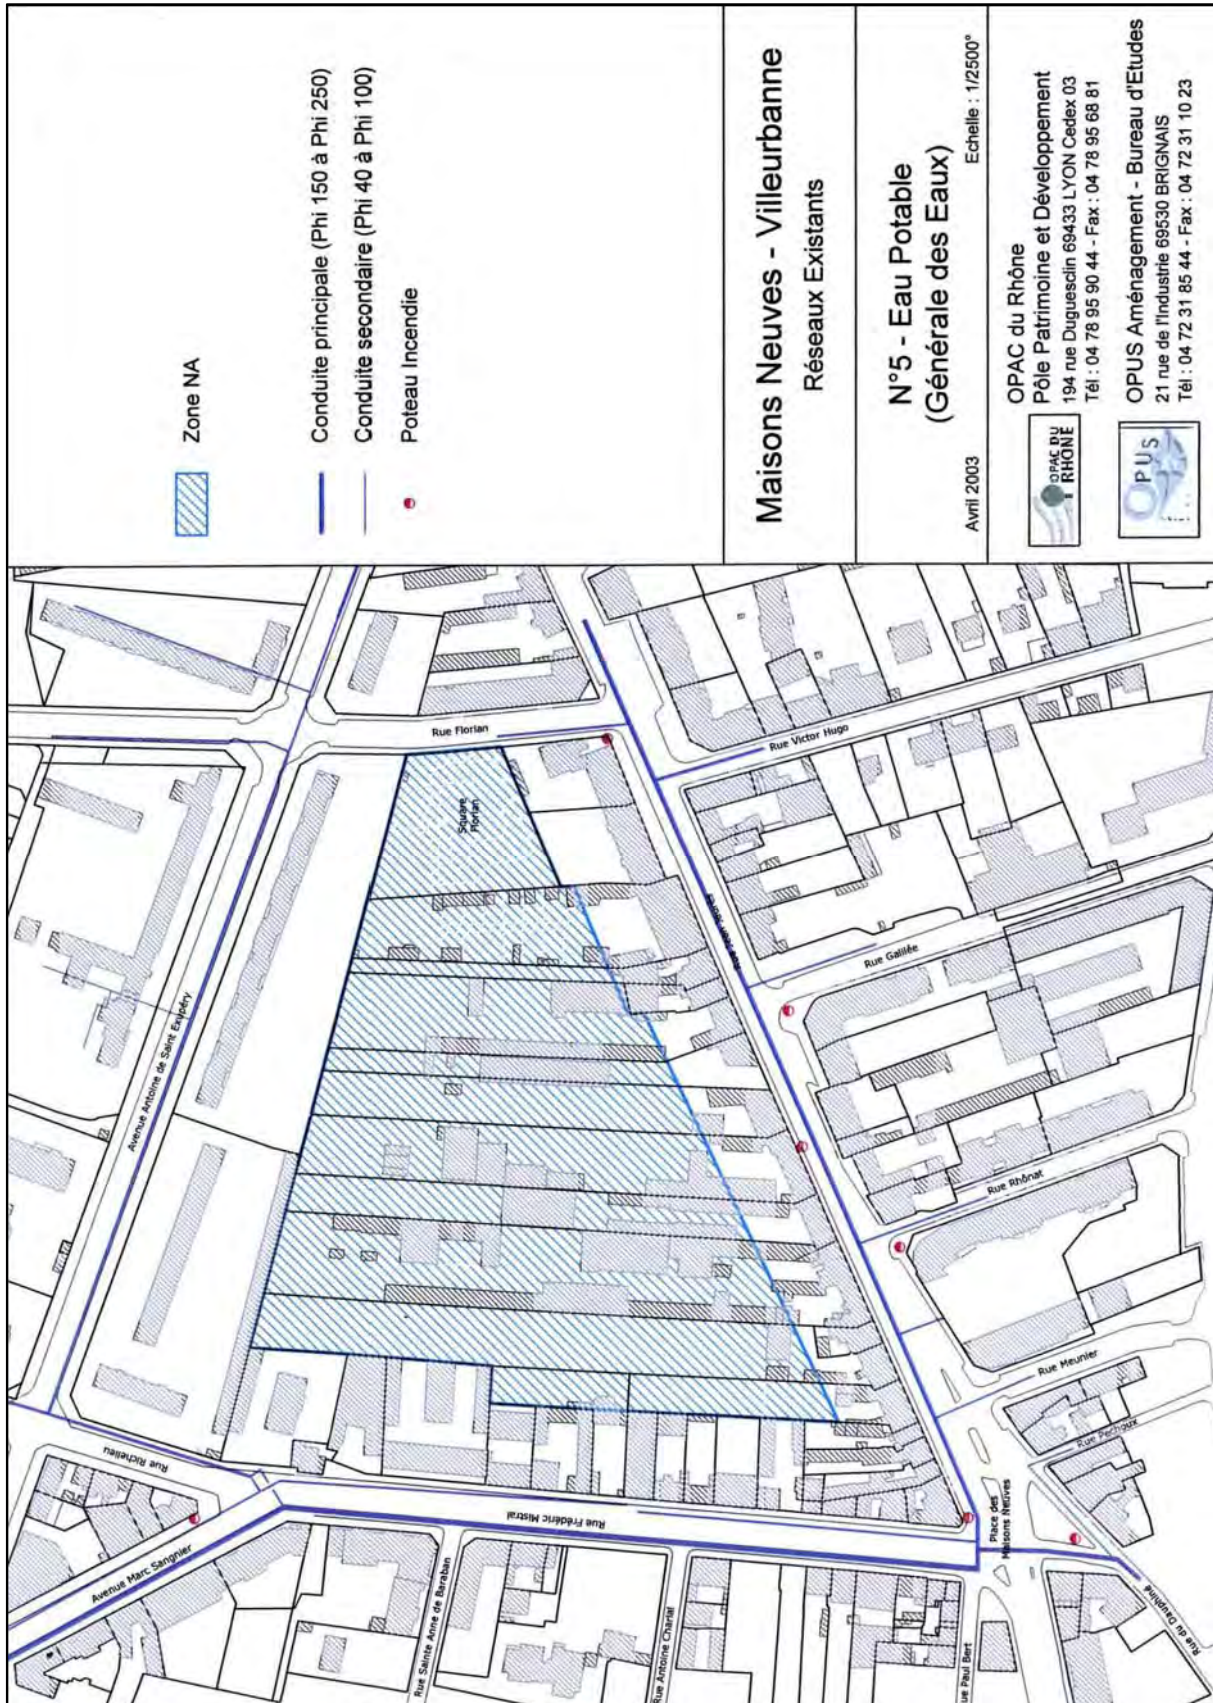 Zone NA
Conduite principale (Phi 150 à Phi 250)
Conduite secondaire (Phi 40 à Phi 100)
Poteau Incendie
Maisons Neuves - Villeurbanne
Réseaux Existants
N°5 - Eau Potable
(Générale des Eaux)
Avril 2003
Echelle : 1/2500°
OPAC DU
RHÔNE
OPAC du Rhône
Pôle Patrimoine et Développement
194 rue Duguesclin 69433 LYON Cedex 03
Tél : 04 78 95 90 44 - Fax : 04 78 95 68 81
OPUS
OPUS Aménagement - Bureau d'Etudes
21 rue de l'Industrie 69530 BRIGNAIS
Tél : 04 72 31 85 44 - Fax : 04 72 31 10 23
Rue Florian
Square
Florian
Rue Victor Hugo
Avenue Antoine de Saint Exupéry
Rue Jean Jaurès
Rue Galilée
Rue Rhônat
Rue Meunier
Rue Pechoux
Rue Richelieu
Avenue Marc Sangnier
Rue Frédéric Mistral
Place des
Maisons Neuves
Rue Sainte Anne de Baraban
Rue Antoine Charial
ue Paul Bert
Rue du Dauphiné